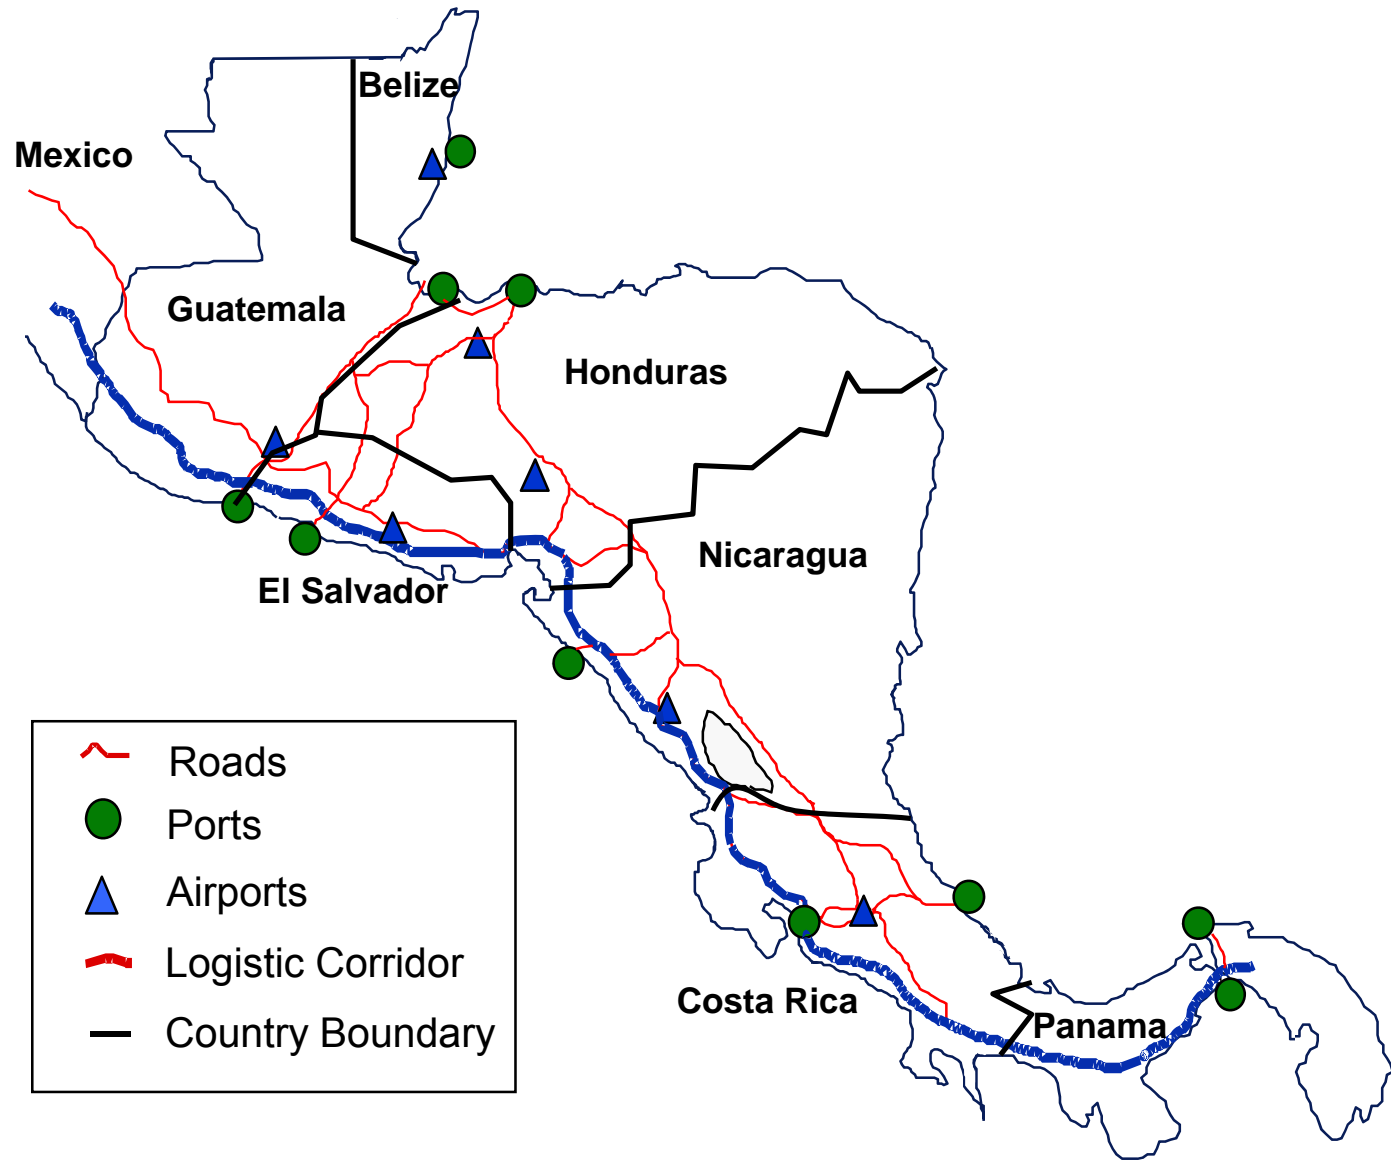 Belize
Mexico
Guatemala
Honduras
Nicaragua
El Salvador
Costa Rica
Panama
Roads
Ports
Airports
Logistic Corridor
Country Boundary